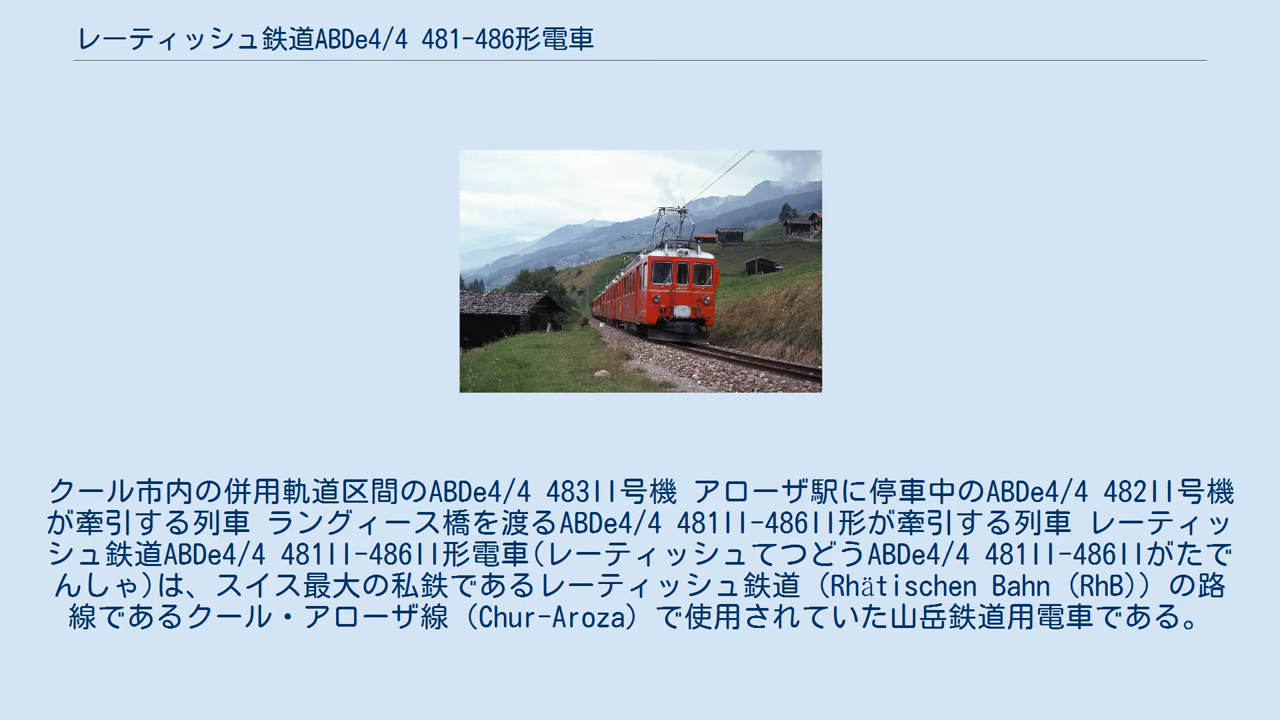 レーティッシュ鉄道ABDe4/4 481-486形電車
クール市内の併用軌道区間のABDe4/4 483II号機 アローザ駅に停車中のABDe4/4 482II号機
が牽引する列車 ラングィース橋を渡るABDe4/4 481II-486II形が牽引する列車 レーティッ
シュ鉄道ABDe4/4 481II-486II形電車(レーティッシュてつどうABDe4/4 481II-486IIがたで
んしゃ)は、スイス最大の私鉄であるレーティッシュ鉄道（Rhätischen Bahn（RhB））の路
線であるクール・アローザ線（Chur-Aroza）で使用されていた山岳鉄道用電車である。